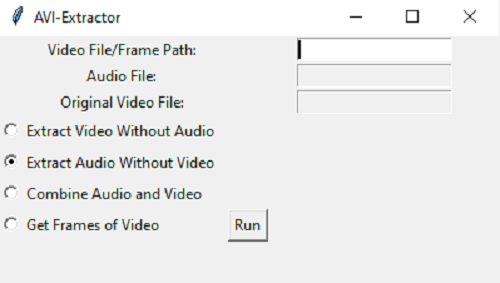 AVI-Extractor
Video File/Frame Path:
Audio File:
Original Video File:
Extract Video Without Audio
Extract Audio Without Video
Combine Audio and Video
Get Frames of Video Run